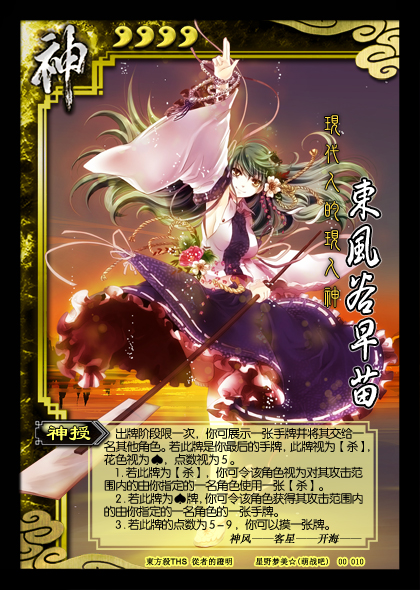 神
現代人的現人神
東風谷早苗
神授
出牌阶段限一次，你可展示一张手牌并将其交给一
名其他角色。若此牌是你最后的手牌，此牌视为【杀】，
花色视为♠，点数视为5。
1.若此牌为【杀】，你可令该角色视为对其攻击范
围内的由你指定的一名角色使用一张【杀】。
2.若此牌为♠牌，你可令该角色获得其攻击范围内
的由你指定的一名角色的一张手牌。
3.若此牌的点数为5-9，你可以摸一张牌。
神风——客星——开海——
東方殺THS 從者的證明 星野梦美☆(萌战吧) 00 010